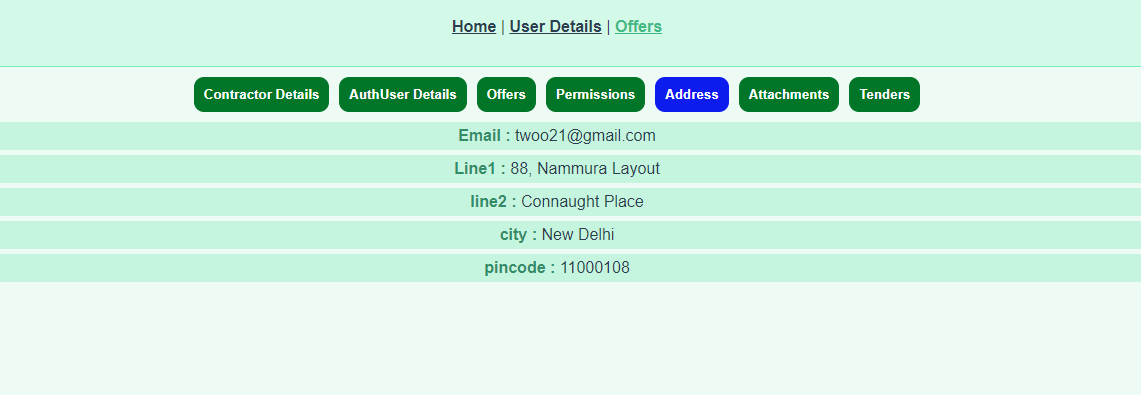 Home | User Details | Offers
Contractor Details AuthUser Details Offers Permissions Address Attachments Tenders
Email : twoo21@gmail.com
Line1 : 88, Nammura Layout
line2 : Connaught Place
city : New Delhi
pincode : 11000108